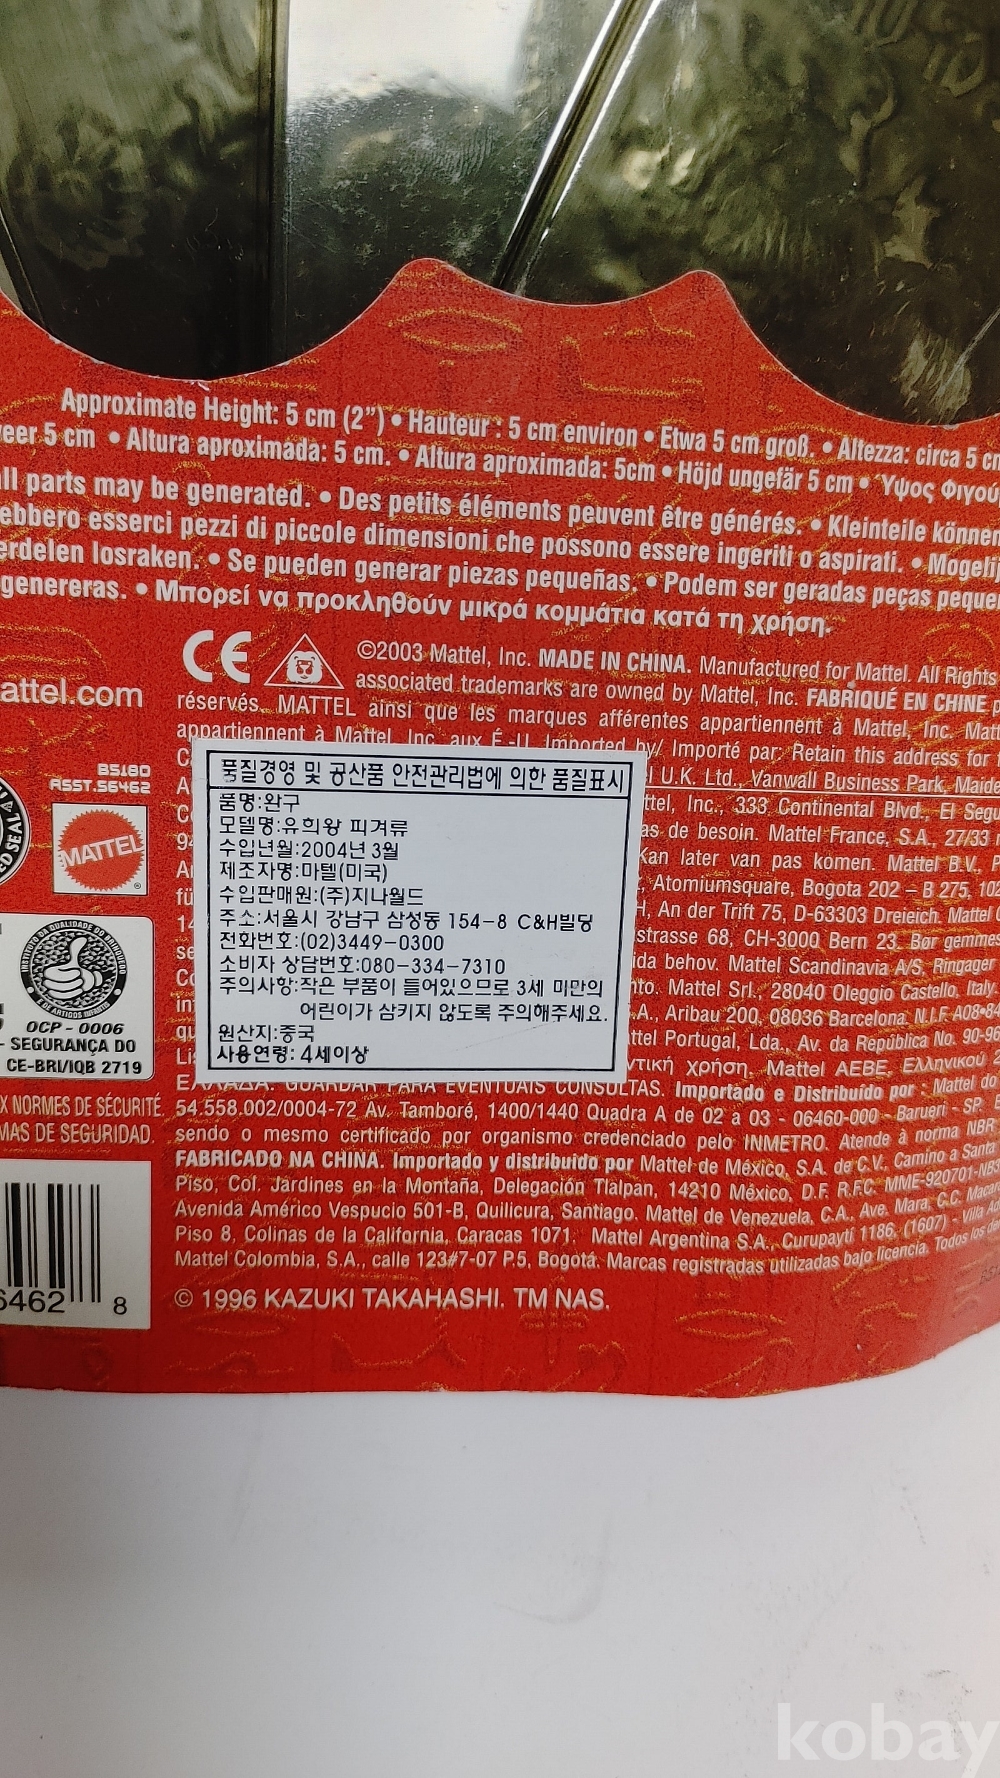 Approximate Height: 5 cm (2”) • Hauteur : 5 cm environ • Etwa 5 cm groß. • Altezza: circa 5 cm
5 cm • Altura aproximada: 5 cm. • Altura aproximada: 5cm • Höjd ungefär 5 cm • Ύψος
parts may be generated. • Des petits éléments peuvent être générés. • Kleinteile können
esserci pezzi di piccole dimensioni che possono essere ingeriti o aspirati. •
losraken. • Se pueden generar piezas pequeñas. • Podem ser geradas peças
genereras. • Μπορεί να προκληθούν μικρά κομμάτια κατά τη χρήση.
CE
©2003 Mattel, Inc. MADE IN CHINA. Manufactured for Mattel. All Rights
associated trademarks are owned by Mattel, Inc. FABRIQUÉ EN CHINE
attel.com
réservés. MATTEL ainsi que les marques afférentes appartiennent à Mattel, Inc.
appartiennent à Mattel, Inc. aux É.-U. Imported by/ Importé par: Retain this address for
U.K. Ltd., Vanwall Business Park,
Inc., 333 Continental Blvd., El
de besoin. Mattel France, S.A., 27/33
Kan later van pas komen. Mattel B.V.,
Atomiumsquare, Bogota 202 – B 275,
An der Trift 75, D-63303 Dreieich. Mattel
68, CH-3000 Bern 23. Bør gemmes
behov. Mattel Scandinavia A/S, Ringager
Mattel Srl., 28040 Oleggio Castello, Italy.
Aribau 200, 08036 Barcelona. N.I.F.
Portugal, Lda., Av. da República No.
χρήση. Mattel AEBE, Ελληνικού
B5180
ASST.56462
MATTEL
®
품질경영 및 공산품 안전관리법에 의한 품질표시
품명:완구
모델명:유희왕 피겨류
수입년월:2004년 3월
제조자명:마텔(미국)
수입판매원:(주)지나월드
주소:서울시 강남구 삼성동 154-8 C&H빌딩
전화번호:(02)3449-0300
소비자 상담번호:080-334-7310
주의사항:작은 부품이 들어있으므로 3세 미만의
어린이가 삼키지 않도록 주의해주세요.
원산지:중국
사용연령: 4세이상
OCP - 0006
- SEGURANÇA DO
CE-BRI/IQB 2719
ΕΛΛΑΔΑ. GUARDAR PARA EVENTUAIS CONSULTAS. Importado e Distribuído por : Mattel do
NORMES DE SÉCURITÉ.
DE SEGURIDAD.
54.558.002/0004-72 Av. Tamboré, 1400/1440 Quadra A de 02 a 03 - 06460-000 - Barueri - SP.
sendo o mesmo certificado por organismo credenciado pelo INMETRO. Atende à norma NBR
FABRICADO NA CHINA. Importado y distribuido por Mattel de México, S.A. de C.V., Camino a Santa
Piso, Col. Jardines en la Montaña, Delegación Tlalpan, 14210 México, D.F. R.F.C. MME-920701-
Avenida Américo Vespucio 501-B, Quilicura, Santiago. Mattel de Venezuela, C.A., Ave. Mara, C.C.
Piso 8, Colinas de la California, Caracas 1071. Mattel Argentina S.A., Curupaytí 1186, (1607) - Villa
Mattel Colombia, S.A., calle 123#7-07 P.5, Bogotá. Marcas registradas utilizadas bajo licencia. Todos los
6462 8
© 1996 KAZUKI TAKAHASHI. TM NAS.
kobay